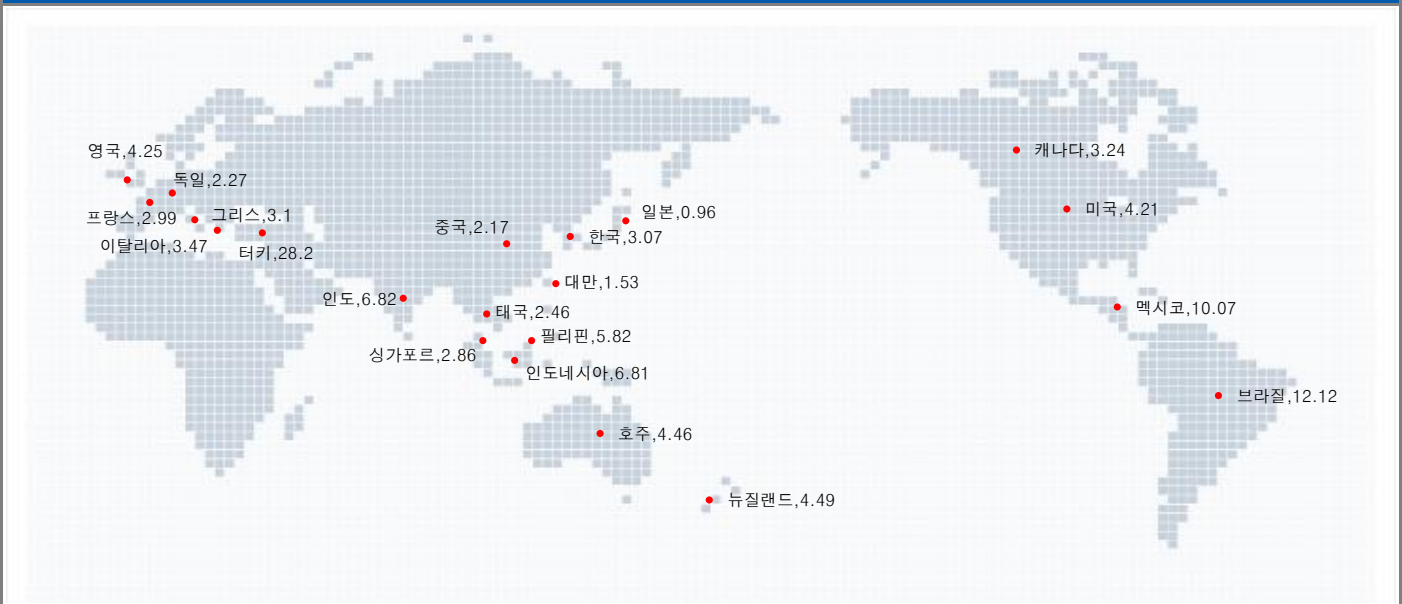 영국,4.25
캐나다,3.24
독일,2.27
일본,0.96
미국,4.21
프랑스,2.99
그리스,3.1
중국,2.17
한국,3.07
이탈리아,3.47
터키,28.2
대만,1.53
인도,6.82
태국,2.46
멕시코,10.07
필리핀,5.82
싱가포르,2.86
인도네시아,6.81
브라질,12.12
호주,4.46
뉴질랜드,4.49